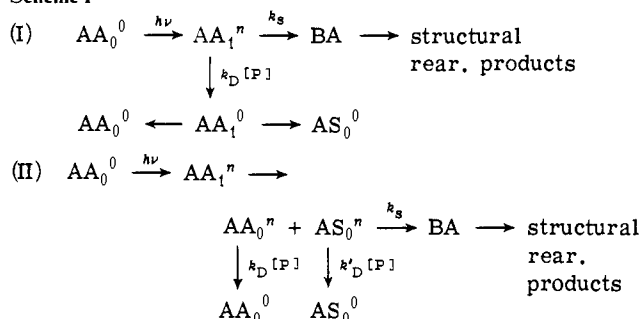 Scheme I
(I) AA₀⁰ —hν→ AA₁ⁿ —kₛ→ BA → structural
rear. products
↓ k_D[P]
AA₀⁰ ← AA₁⁰ → AS₀⁰
(II) AA₀⁰ —hν→ AA₁ⁿ →
AA₀ⁿ + AS₀ⁿ —kₛ→ BA → structural
rear.
products
↓ k_D[P] ↓ k'_D[P]
AA₀⁰ AS₀⁰